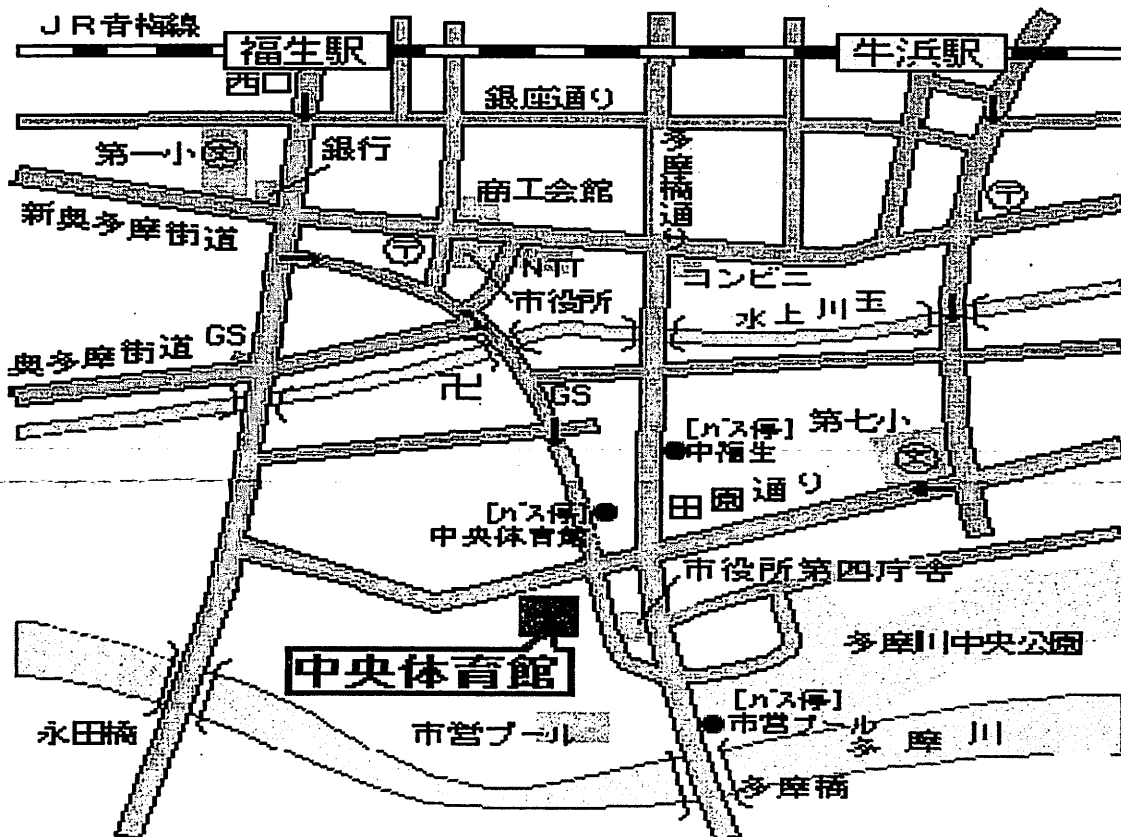 JR青梅線
福生駅
牛浜駅
西口
銀座通り
第一小
文
銀行
多摩橋通り
商工会館
〒
新奥多摩街道
〒
NTT
コンビニ
市役所
玉川上水
GS
奥多摩街道
卍
GS
[バス停]
中福生
第七小
文
田園通り
[バス停]
中央体育館
市役所第四庁舎
多摩川中央公園
中央体育館
[バス停]
市営プール
永田橋
市営プール
多摩川
多摩橋